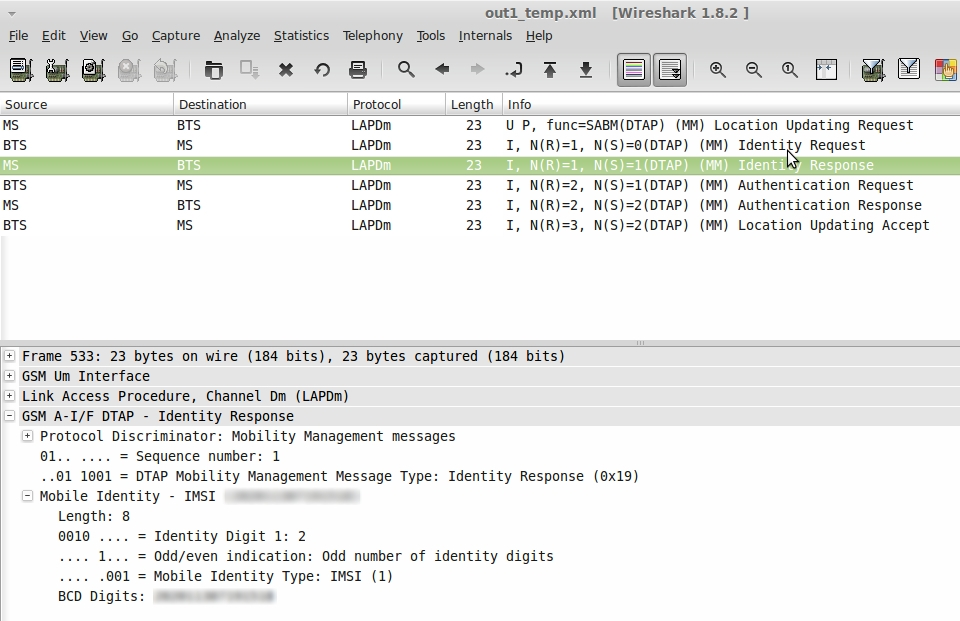 out1_temp.xml [Wireshark 1.8.2 ]
File Edit View Go Capture Analyze Statistics Telephony Tools Internals Help
Source Destination Protocol Length Info
MS BTS LAPDm 23 U P, func=SABM(DTAP) (MM) Location Updating Request
BTS MS LAPDm 23 I, N(R)=1, N(S)=0(DTAP) (MM) Identity Request
MS BTS LAPDm 23 I, N(R)=1, N(S)=1(DTAP) (MM) Identity Response
BTS MS LAPDm 23 I, N(R)=2, N(S)=1(DTAP) (MM) Authentication Request
MS BTS LAPDm 23 I, N(R)=2, N(S)=2(DTAP) (MM) Authentication Response
BTS MS LAPDm 23 I, N(R)=3, N(S)=2(DTAP) (MM) Location Updating Accept
Frame 533: 23 bytes on wire (184 bits), 23 bytes captured (184 bits)
GSM Um Interface
Link Access Procedure, Channel Dm (LAPDm)
GSM A-I/F DTAP - Identity Response
Protocol Discriminator: Mobility Management messages
01.. .... = Sequence number: 1
..01 1001 = DTAP Mobility Management Message Type: Identity Response (0x19)
Mobile Identity - IMSI
Length: 8
0010 .... = Identity Digit 1: 2
.... 1... = Odd/even indication: Odd number of identity digits
.... .001 = Mobile Identity Type: IMSI (1)
BCD Digits: